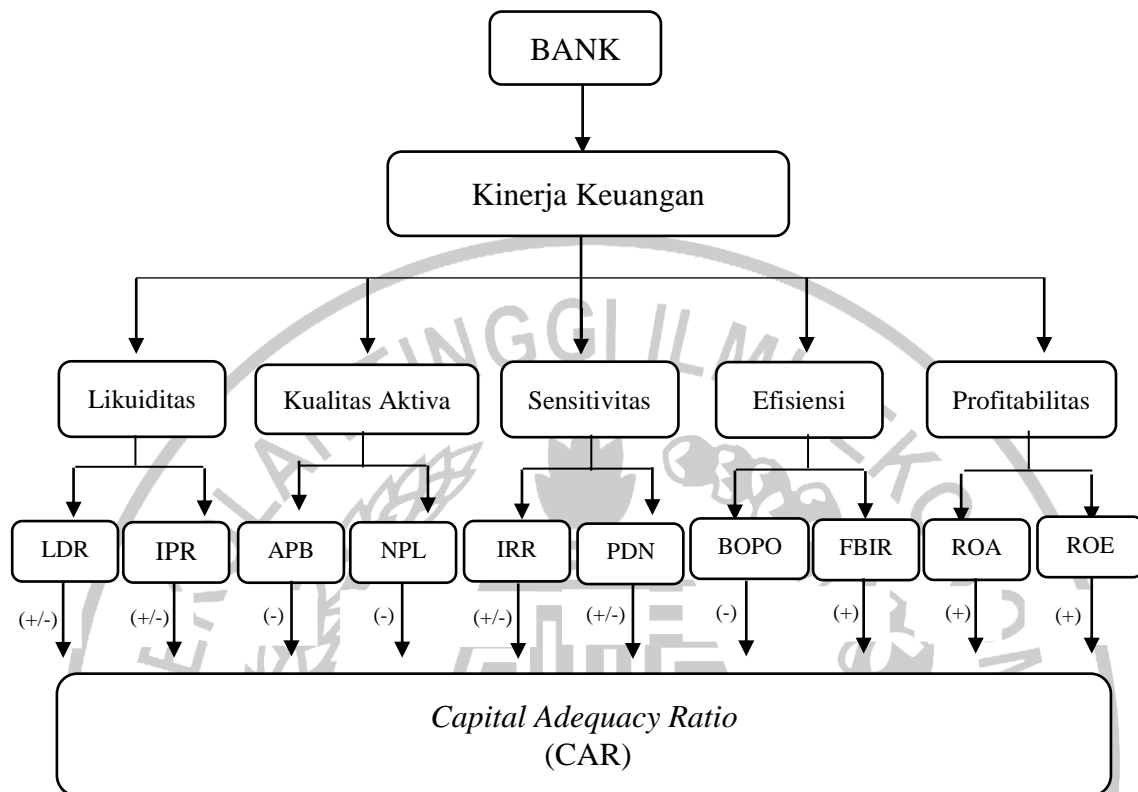 BANK
Kinerja Keuangan
Likuiditas
Kualitas Aktiva
Sensitivitas
Efisiensi
Profitabilitas
LDR
IPR
APB
NPL
IRR
PDN
BOPO
FBIR
ROA
ROE
(+/-)
(+/-)
(-)
(-)
(+/-)
(+/-)
(-)
(+)
(+)
(+)
Capital Adequacy Ratio
(CAR)